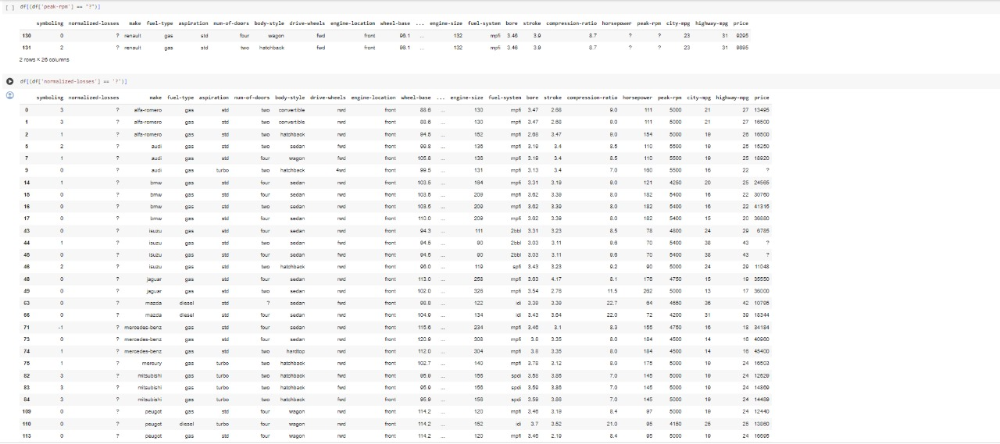 [ ] df[(df['peak-rpm'] == "?")]
symboling normalized-losses make fuel-type aspiration num-of-doors body-style drive-wheels engine-location wheel-base ... engine-size fuel-system bore stroke compression-ratio horsepower peak-rpm city-mpg highway-mpg price
130 0 ? renault gas std four wagon fwd front 96.1 ... 132 mpfi 3.46 3.9 8.7 ? ? 23 31 9295
131 2 ? renault gas std two hatchback fwd front 96.1 ... 132 mpfi 3.46 3.9 8.7 ? ? 23 31 9895
2 rows × 26 columns
df[(df['normalized-losses'] == '?')]
symboling normalized-losses make fuel-type aspiration num-of-doors body-style drive-wheels engine-location wheel-base ... engine-size fuel-system bore stroke compression-ratio horsepower peak-rpm city-mpg highway-mpg price
0 3 ? alfa-romero gas std two convertible rwd front 88.6 ... 130 mpfi 3.47 2.68 9.0 111 5000 21 27 13495
1 3 ? alfa-romero gas std two convertible rwd front 88.6 ... 130 mpfi 3.47 2.68 9.0 111 5000 21 27 16500
2 1 ? alfa-romero gas std two hatchback rwd front 94.5 ... 152 mpfi 2.68 3.47 9.0 154 5000 19 26 16500
5 2 ? audi gas std two sedan fwd front 99.8 ... 136 mpfi 3.19 3.4 8.5 110 5500 19 25 15250
7 1 ? audi gas std four wagon fwd front 105.8 ... 136 mpfi 3.19 3.4 8.5 110 5500 19 25 18920
9 0 ? audi gas turbo two hatchback 4wd front 99.5 ... 131 mpfi 3.13 3.4 7.0 160 5500 16 22 ?
14 1 ? bmw gas std four sedan rwd front 103.5 ... 164 mpfi 3.31 3.19 9.0 121 4250 20 25 24565
15 0 ? bmw gas std four sedan rwd front 103.5 ... 209 mpfi 3.62 3.39 8.0 182 5400 16 22 30760
16 0 ? bmw gas std two sedan rwd front 103.5 ... 209 mpfi 3.62 3.39 8.0 182 5400 16 22 41315
17 0 ? bmw gas std four sedan rwd front 110.0 ... 209 mpfi 3.62 3.39 8.0 182 5400 15 20 36880
43 0 ? isuzu gas std four sedan rwd front 94.3 ... 111 2bbl 3.31 3.23 8.5 78 4800 24 29 6785
44 1 ? isuzu gas std two sedan fwd front 94.5 ... 90 2bbl 3.03 3.11 9.6 70 5400 38 43 ?
45 0 ? isuzu gas std four sedan fwd front 94.5 ... 90 2bbl 3.03 3.11 9.6 70 5400 38 43 ?
46 2 ? isuzu gas std two hatchback rwd front 96.0 ... 119 spfi 3.43 3.23 9.2 90 5000 24 29 11048
48 0 ? jaguar gas std four sedan rwd front 113.0 ... 258 mpfi 3.63 4.17 8.1 176 4750 15 19 35550
49 0 ? jaguar gas std two sedan rwd front 102.0 ... 326 mpfi 3.54 2.76 11.5 262 5000 13 17 36000
63 0 ? mazda diesel std ? sedan fwd front 98.8 ... 122 idi 3.39 3.39 22.7 64 4650 36 42 10795
66 0 ? mazda diesel std four sedan rwd front 104.9 ... 134 idi 3.43 3.64 22.0 72 4200 31 39 18344
71 -1 ? mercedes-benz gas std four sedan rwd front 115.6 ... 234 mpfi 3.46 3.1 8.3 155 4750 16 18 34184
73 0 ? mercedes-benz gas std four sedan rwd front 120.9 ... 308 mpfi 3.8 3.35 8.0 184 4500 14 16 40960
74 1 ? mercedes-benz gas std two hardtop rwd front 112.0 ... 304 mpfi 3.8 3.35 8.0 184 4500 14 16 45400
75 1 ? mercury gas turbo two hatchback rwd front 102.7 ... 140 mpfi 3.78 3.12 8.0 175 5000 19 24 16503
82 3 ? mitsubishi gas turbo two hatchback fwd front 95.9 ... 156 spdi 3.58 3.86 7.0 145 5000 19 24 12629
83 3 ? mitsubishi gas turbo two hatchback fwd front 95.9 ... 156 spdi 3.59 3.86 7.0 145 5000 19 24 14869
84 3 ? mitsubishi gas turbo two hatchback fwd front 95.9 ... 156 spdi 3.59 3.86 7.0 145 5000 19 24 14489
109 0 ? peugot gas std four wagon rwd front 114.2 ... 120 mpfi 3.46 3.19 8.4 97 5000 19 24 12440
110 0 ? peugot diesel turbo four wagon rwd front 114.2 ... 152 idi 3.7 3.52 21.0 95 4150 25 25 13860
113 0 ? peugot gas std four wagon rwd front 114.2 ... 120 mpfi 3.46 2.19 8.4 95 5000 19 24 16695